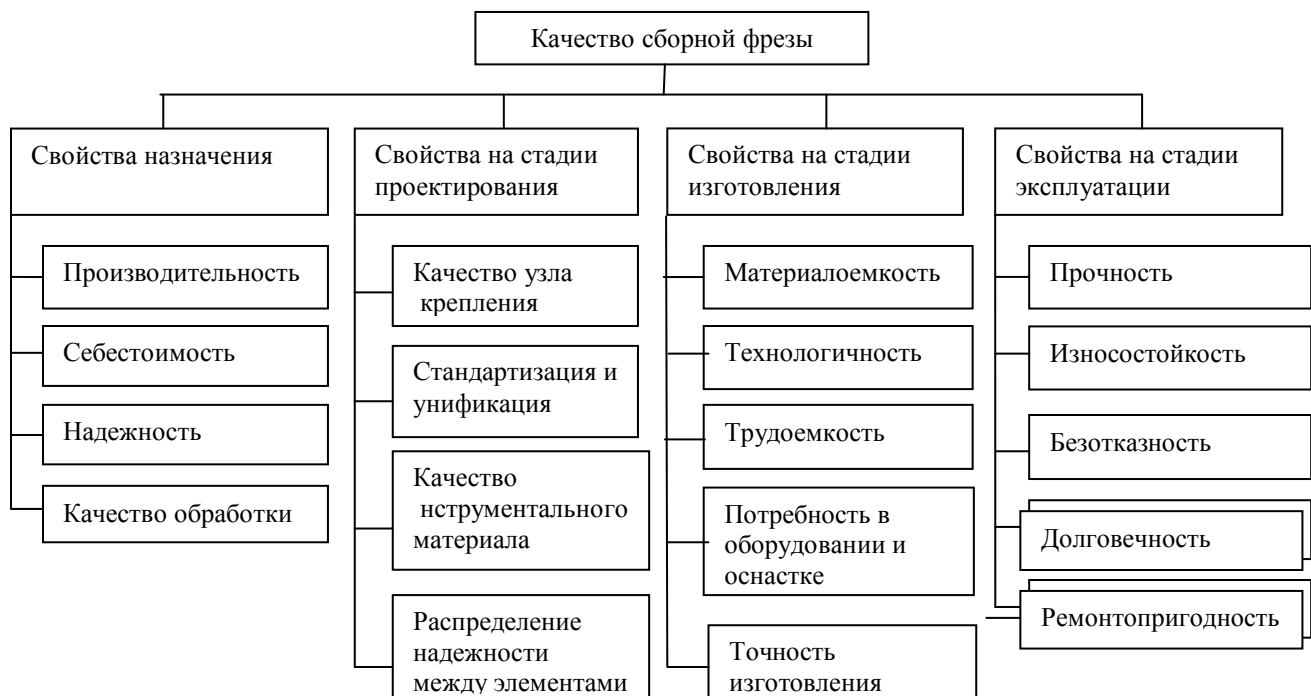 Качество сборной фрезы
Свойства назначения
Производительность
Себестоимость
Надежность
Качество обработки
Свойства на стадии
проектирования
Качество узла
крепления
Стандартизация и
унификация
Качество
нструментального
материала
Распределение
надежности
между элементами
Свойства на стадии
изготовления
Материалоемкость
Технологичность
Трудоемкость
Потребность в
оборудовании и
оснастке
Точность
изготовления
Свойства на стадии
эксплуатации
Прочность
Износостойкость
Безотказность
Долговечность
Ремонтопригодность